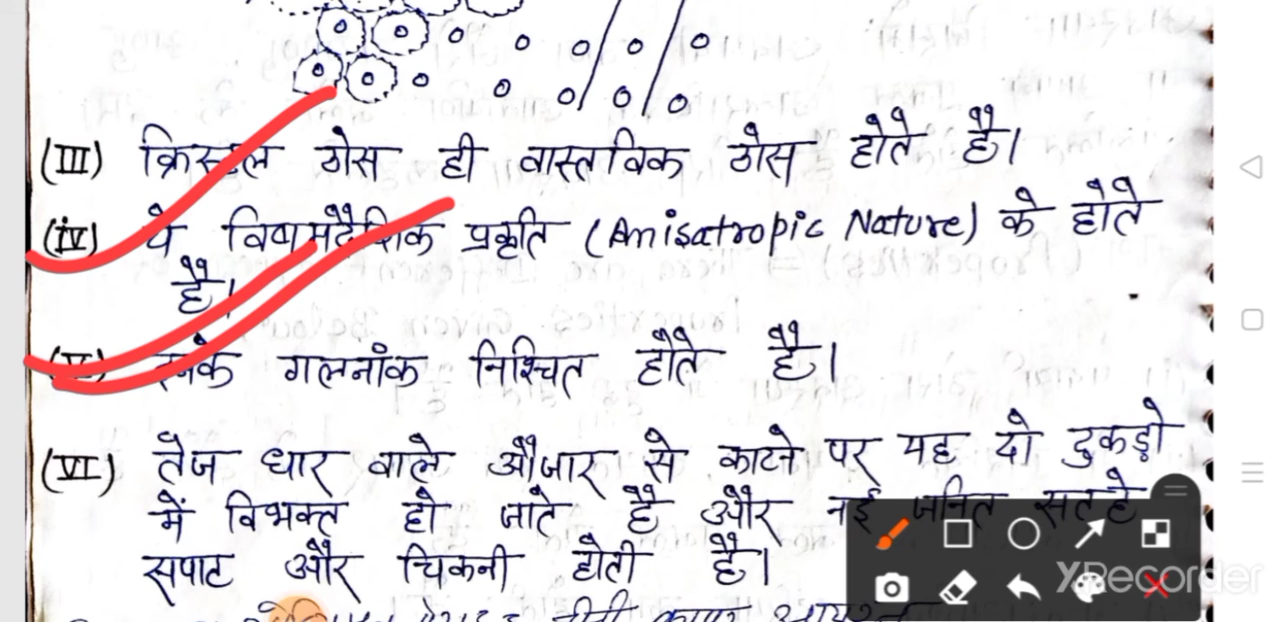 (III) क्रिस्टल ठोस ही वास्तविक ठोस होते है।
(iv) ये विषमदैशिक प्रकृति (Anisatropic Nature) के होते
है।
(V) इनके गलनांक निश्चित होते है।
(VI) तेज धार वाले औजार से काटने पर यह दो टुकड़ो
में विभक्त हो जाते है और नई जनित सतहे
सपाट और चिकनी होती है।
XRecorder